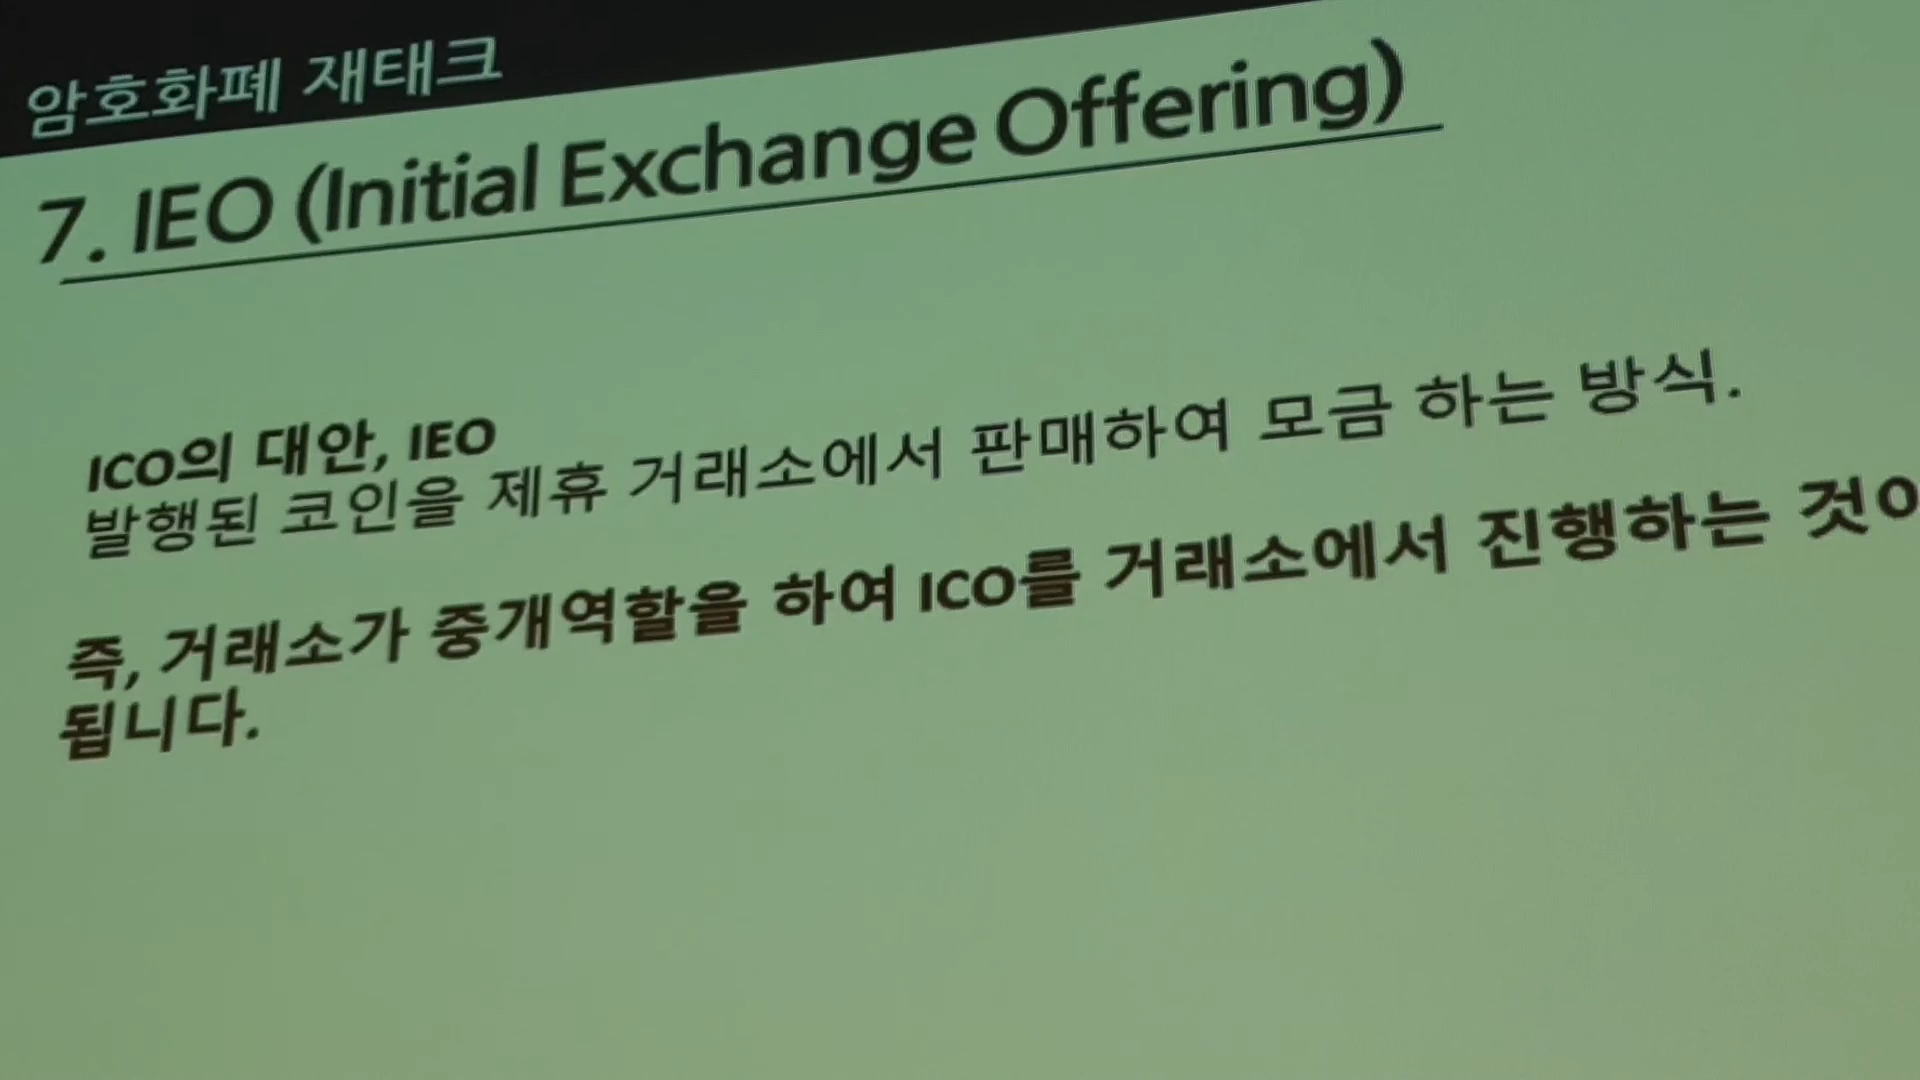 암호화폐 재태크
7. IEO (Initial Exchange Offering)
ICO의 대안, IEO
발행된 코인을 제휴 거래소에서 판매하여 모금 하는 방식.
즉, 거래소가 중개역할을 하여 ICO를 거래소에서 진행하는 것이
됩니다.